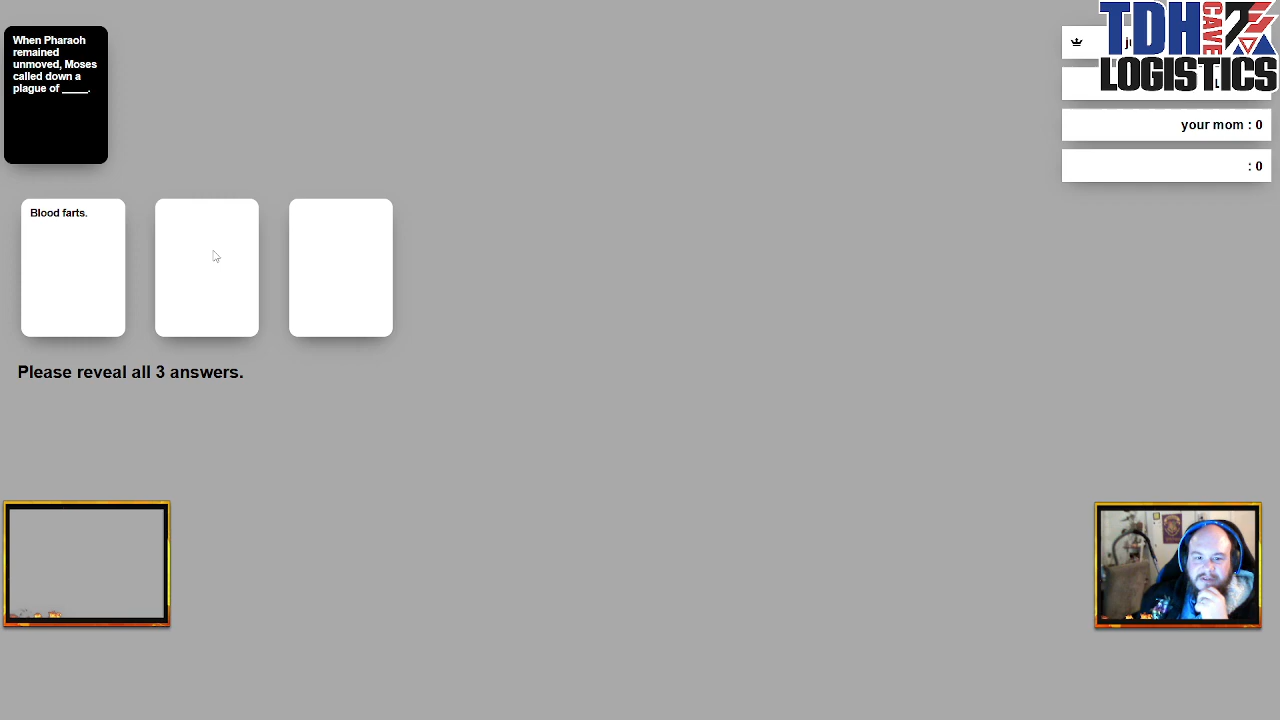 When Pharaoh
remained
unmoved, Moses
called down a
plague of _____.
TDH
CAVE
LOGISTICS
your mom : 0
: 0
Blood farts.
Please reveal all 3 answers.